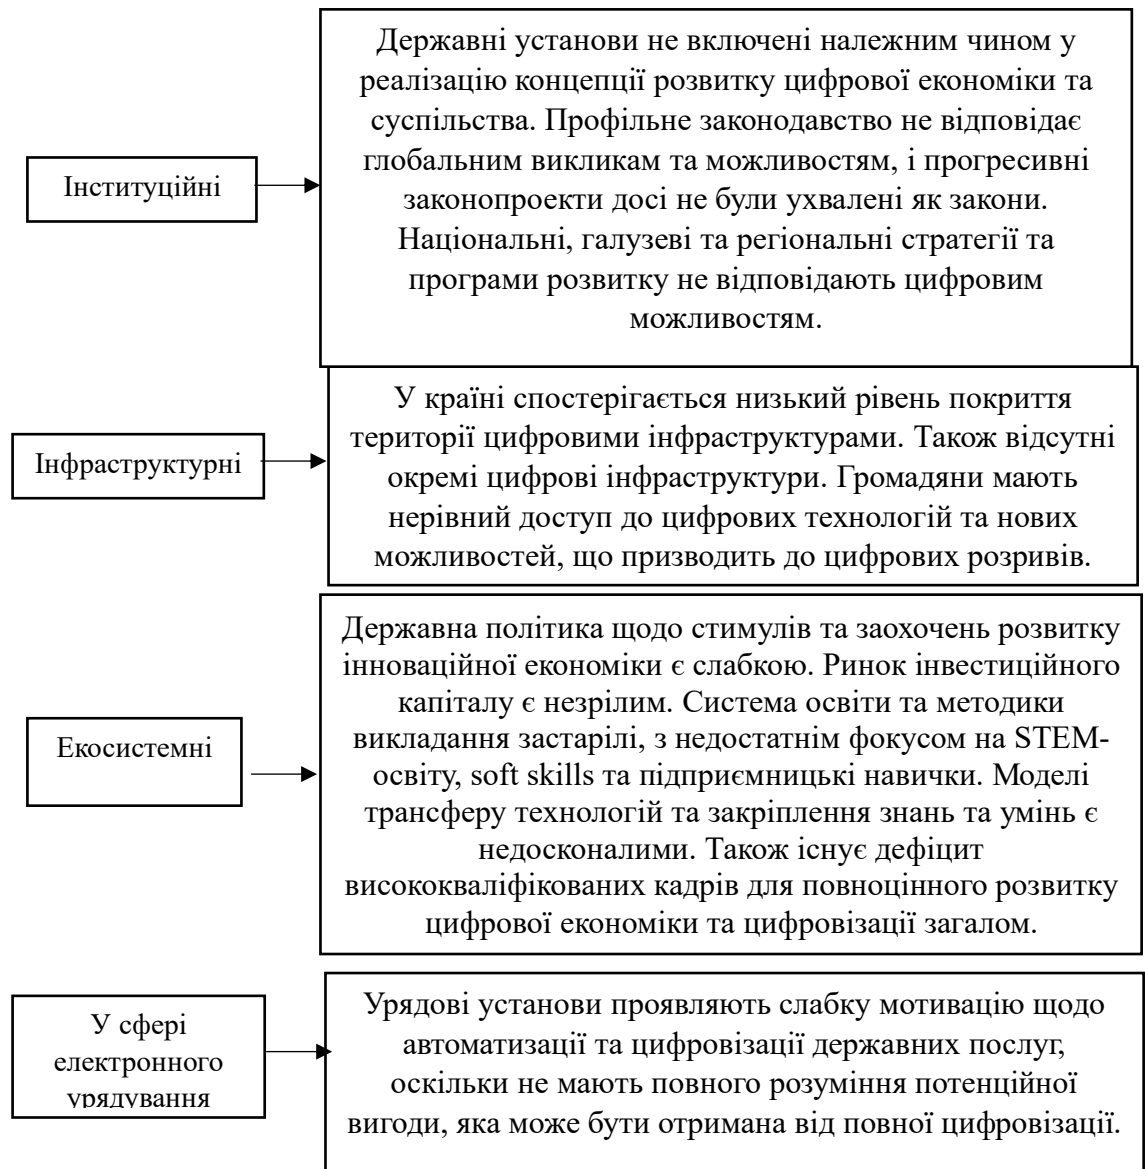 Інституційні
Державні установи не включені належним чином у
реалізацію концепції розвитку цифрової економіки та
суспільства. Профільне законодавство не відповідає
глобальним викликам та можливостям, і прогресивні
законопроекти досі не були ухвалені як закони.
Національні, галузеві та регіональні стратегії та
програми розвитку не відповідають цифровим
можливостям.
Інфраструктурні
У країні спостерігається низький рівень покриття
території цифровими інфраструктурами. Також відсутні
окремі цифрові інфраструктури. Громадяни мають
нерівний доступ до цифрових технологій та нових
можливостей, що призводить до цифрових розривів.
Екосистемні
Державна політика щодо стимулів та заохочень розвитку
інноваційної економіки є слабкою. Ринок інвестиційного
капіталу є незрілим. Система освіти та методики
викладання застарілі, з недостатнім фокусом на STEM-
освіту, soft skills та підприємницькі навички. Моделі
трансферу технологій та закріплення знань та умінь є
недосконалими. Також існує дефіцит
висококваліфікованих кадрів для повноцінного розвитку
цифрової економіки та цифровізації загалом.
У сфері
електронного
урядування
Урядові установи проявляють слабку мотивацію щодо
автоматизації та цифровізації державних послуг,
оскільки не мають повного розуміння потенційної
вигоди, яка може бути отримана від повної цифровізації.